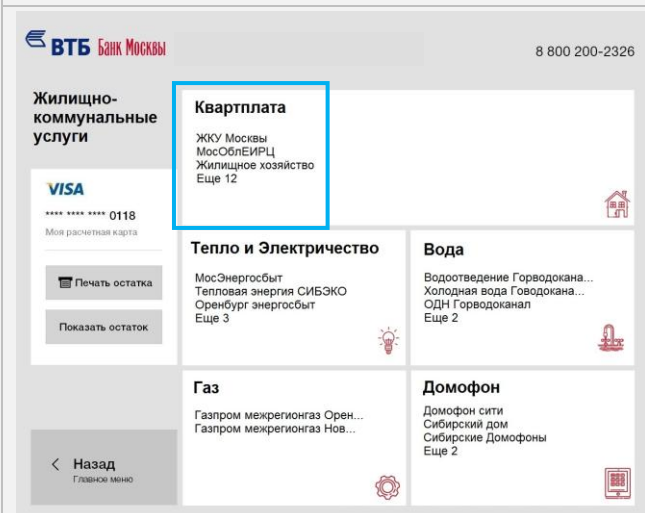 ВТБ Банк Москвы
8 800 200-2326
Жилищно-
коммунальные
услуги
VISA
**** **** **** 0118
Моя расчетная карта
Печать остатка
Показать остаток
Назад
Главное меню
Квартплата
ЖКУ Москвы
МосОблЕИРЦ
Жилищное хозяйство
Еще 12
Тепло и Электричество
МосЭнергосбыт
Тепловая энергия СИБЭКО
Оренбург энергосбыт
Еще 3
Вода
Водоотведение Горводокана...
Холодная вода Говодокана...
ОДН Горводоканал
Еще 2
Газ
Газпром межрегионгаз Орен...
Газпром межрегионгаз Нов...
Домофон
Домофон сити
Сибирский дом
Сибирские Домофоны
Еще 2